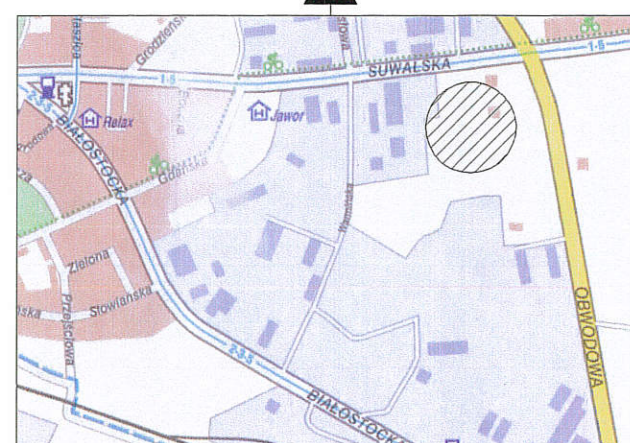 Grodzieńska
1-5
SUWALSKA
1-5
2-3-5
BIAŁOSTOCKA
H Relax
H Jawor
Gdańska
Zielona
Słowiańska
Przejściowa
OBWODOWA
2-3-5
BIAŁOSTOCKA